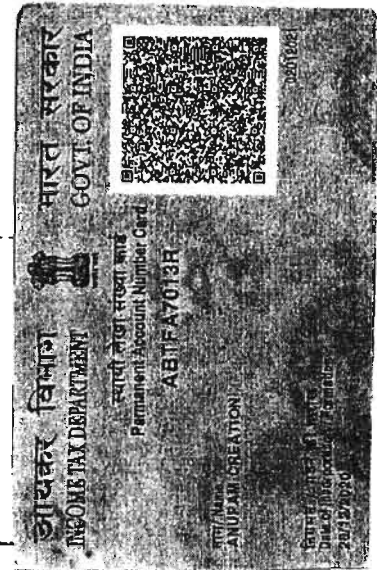 आयकर विभाग
INCOME TAX DEPARTMENT
भारत सरकार
GOVT. OF INDIA
स्थायी लेखा संख्या कार्ड
Permanent Account Number Card
ABTFA7013R
नाम / Name
ANUPAM CREATION
Date of Incorporation / Formation
28/12/2020